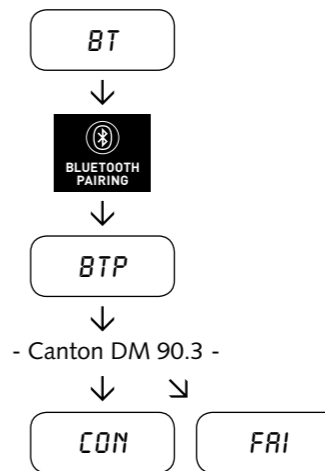 BT
BLUETOOTH
PAIRING
BTP
- Canton DM 90.3 -
CON FAI